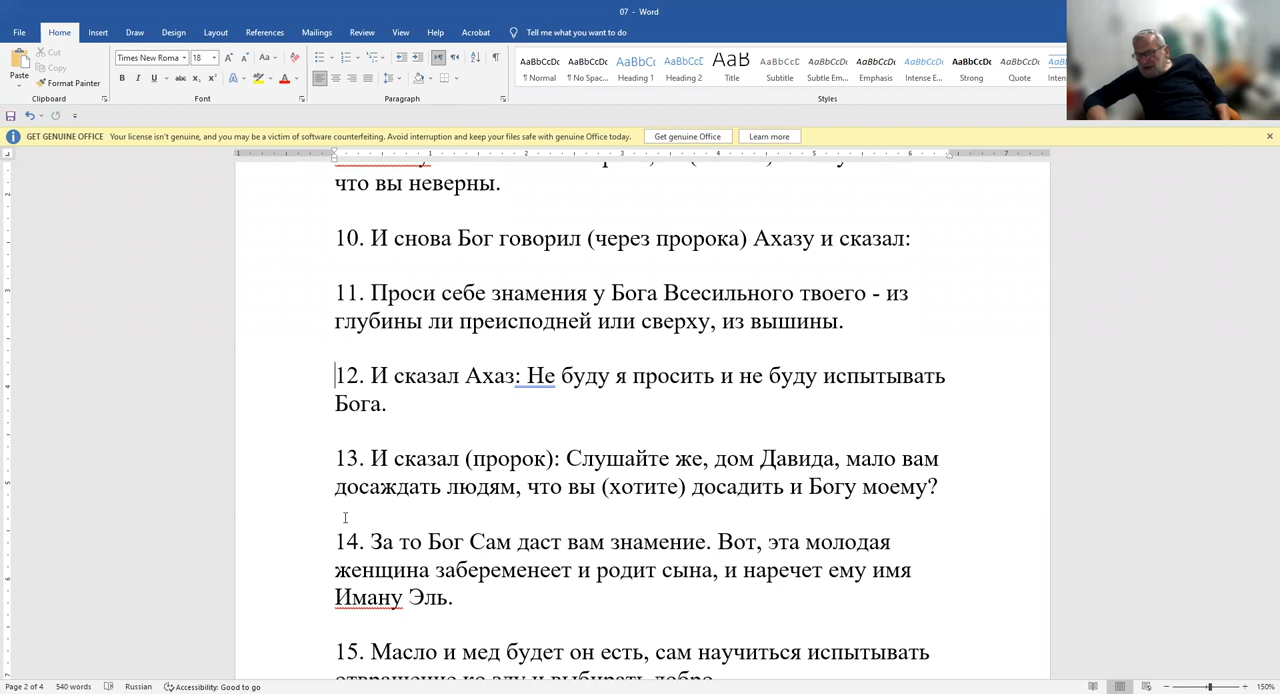 07 - Word
File Home Insert Draw Design Layout References Mailings Review View Help Acrobat Tell me what you want to do
Paste
Cut
Copy
Format Painter
Clipboard
Times New Roma 18
Font
Paragraph
AaBbCcDc AaBbCcDc AaBbCc AaBbCcC AaB AaBbCcC AaBbCcDc AaBbCcDc AaBbCcDc AaBbCcDc AaBbCcDc
¶ Normal ¶ No Spac... Heading 1 Heading 2 Title Subtitle Subtle Em... Emphasis Intense E... Strong Quote
Styles
GET GENUINE OFFICE Your license isn't genuine, and you may be a victim of software counterfeiting. Avoid interruption and keep your files safe with genuine Office today. Get genuine Office Learn more
что вы неверны.
10. И снова Бог говорил (через пророка) Ахазу и сказал:
11. Проси себе знамения у Бога Всесильного твоего - из
глубины ли преисподней или сверху, из вышины.
12. И сказал Ахаз: Не буду я просить и не буду испытывать
Бога.
13. И сказал (пророк): Слушайте же, дом Давида, мало вам
досаждать людям, что вы (хотите) досадить и Богу моему?
14. За то Бог Сам даст вам знамение. Вот, эта молодая
женщина забеременеет и родит сына, и наречет ему имя
Иману Эль.
15. Масло и мед будет он есть, сам научиться испытывать
отвращение ко злу и выбирать добро
Page 2 of 4 540 words Russian Accessibility: Good to go 150%